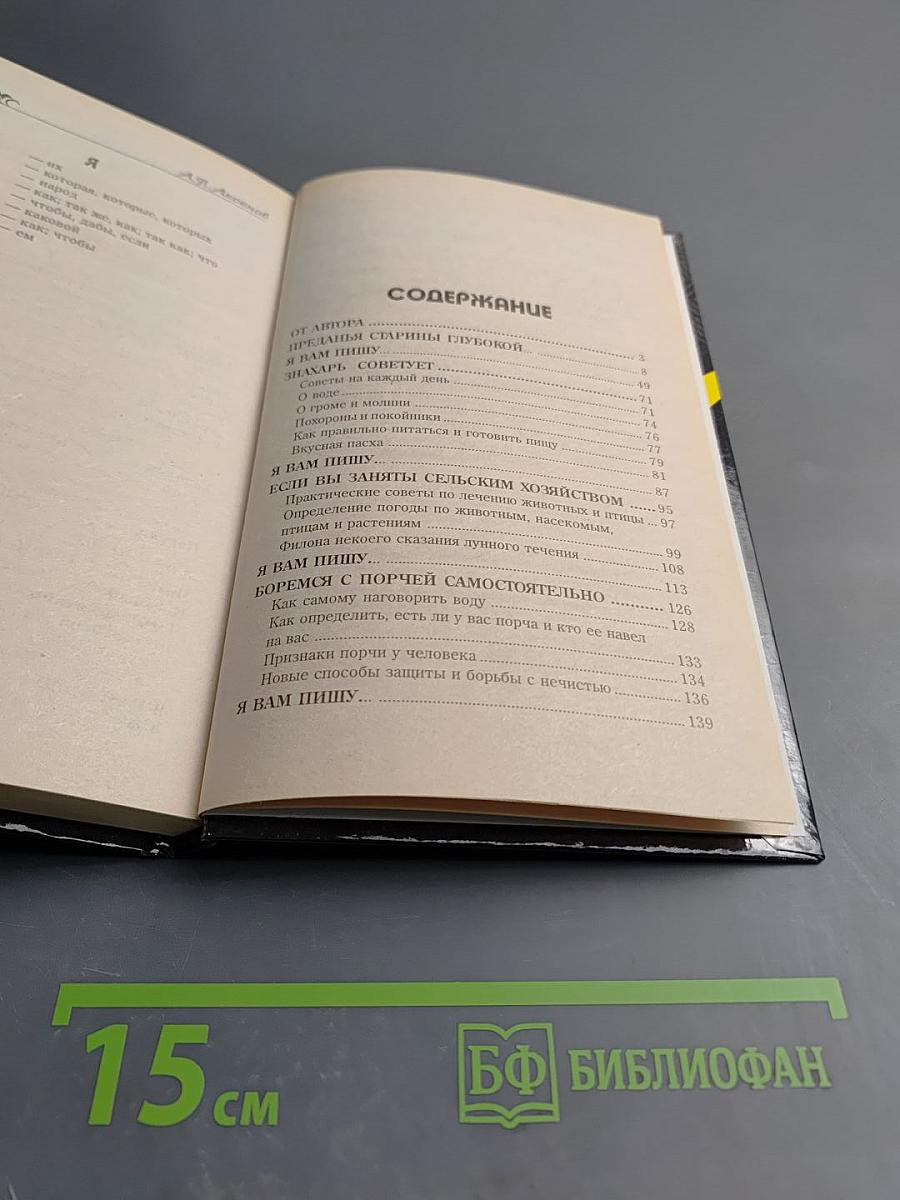 А.П. Аксенов
Я
— их
— которая, которые, которых
— народ
— как; так же, как; так как; что
— чтобы, дабы, если
— каковой
— как; чтобы
— ем
СОДЕРЖАНИЕ
ОТ АВТОРА ... 3
ПРЕДАНЬЯ СТАРИНЫ ГЛУБОКОЙ... 8
Я ВАМ ПИШУ... 49
ЗНАХАРЬ СОВЕТУЕТ ... 71
Советы на каждый день ... 71
О воде ... 74
О громе и молнии ... 76
Похороны и покойники ... 77
Как правильно питаться и готовить пищу ... 79
Вкусная пасха ... 81
Я ВАМ ПИШУ... ... 87
ЕСЛИ ВЫ ЗАНЯТЫ СЕЛЬСКИМ ХОЗЯЙСТВОМ ...... 95
Практические советы по лечению животных и птицы ... 97
Определение погоды по животным, насекомым,
птицам и растениям ... 99
Филона некоего сказания лунного течения ... 108
Я ВАМ ПИШУ... ... 113
БОРЕМСЯ С ПОРЧЕЙ САМОСТОЯТЕЛЬНО ... 126
Как самому наговорить воду ... 128
Как определить, есть ли у вас порча и кто ее навел
на вас ... 133
Признаки порчи у человека ... 134
Новые способы защиты и борьбы с нечистью ... 136
Я ВАМ ПИШУ... ... 139
15 см
БФ БИБЛИОФАН